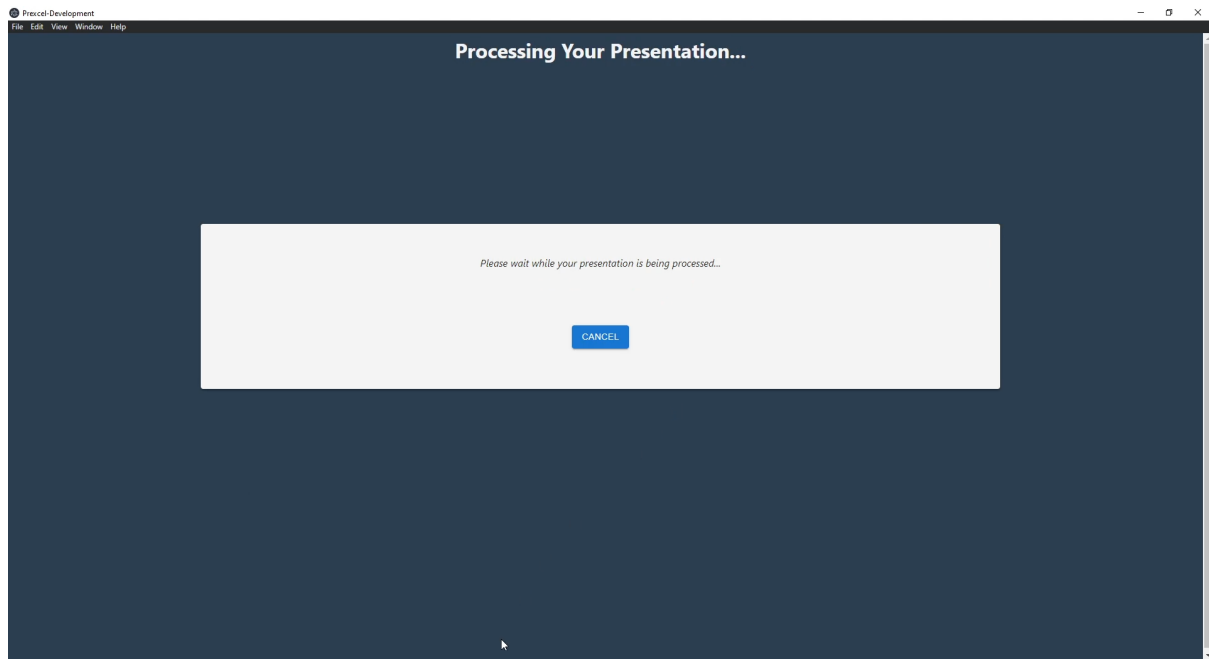 Prexcel-Development
File Edit View Window Help
Processing Your Presentation...
Please wait while your presentation is being processed...
CANCEL